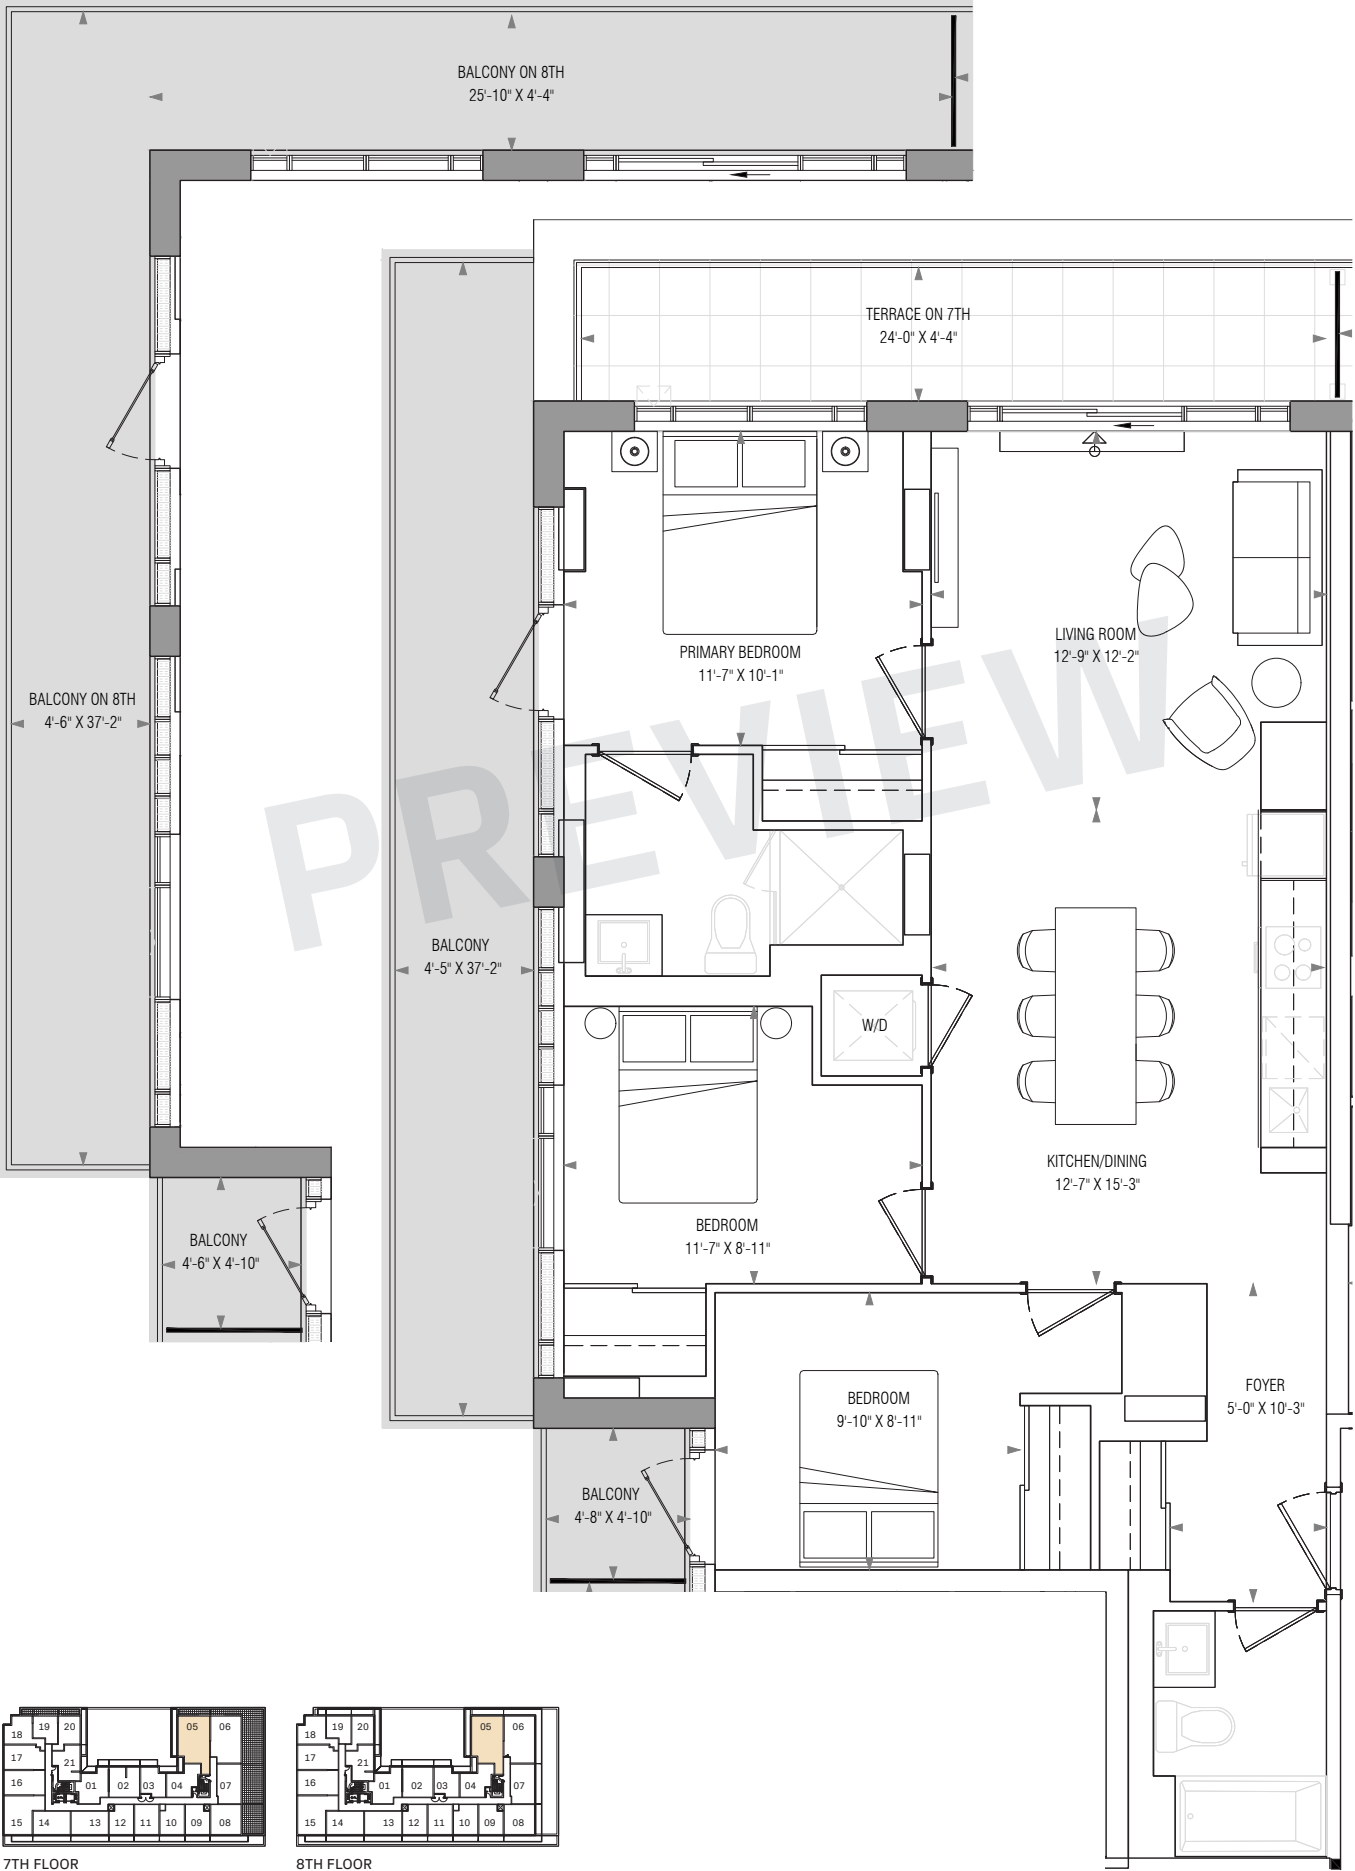 BALCONY ON 8TH
25'-10" X 4'-4"
TERRACE ON 7TH
24'-0" X 4'-4"
PRIMARY BEDROOM
11'-7" X 10'-1"
LIVING ROOM
12'-9" X 12'-2"
BALCONY ON 8TH
4'-6" X 37'-2"
PREVIEW
BALCONY
4'-5" X 37'-2"
W/D
KITCHEN/DINING
12'-7" X 15'-3"
BEDROOM
11'-7" X 8'-11"
BALCONY
4'-6" X 4'-10"
BEDROOM
9'-10" X 8'-11"
FOYER
5'-0" X 10'-3"
BALCONY
4'-8" X 4'-10"
18 19 20 05 06
17 21
16 01 02 03 04 07
15 14 13 12 11 10 09 08
7TH FLOOR
18 19 20 05 06
17 21
16 01 02 03 04 07
15 14 13 12 11 10 09 08
8TH FLOOR